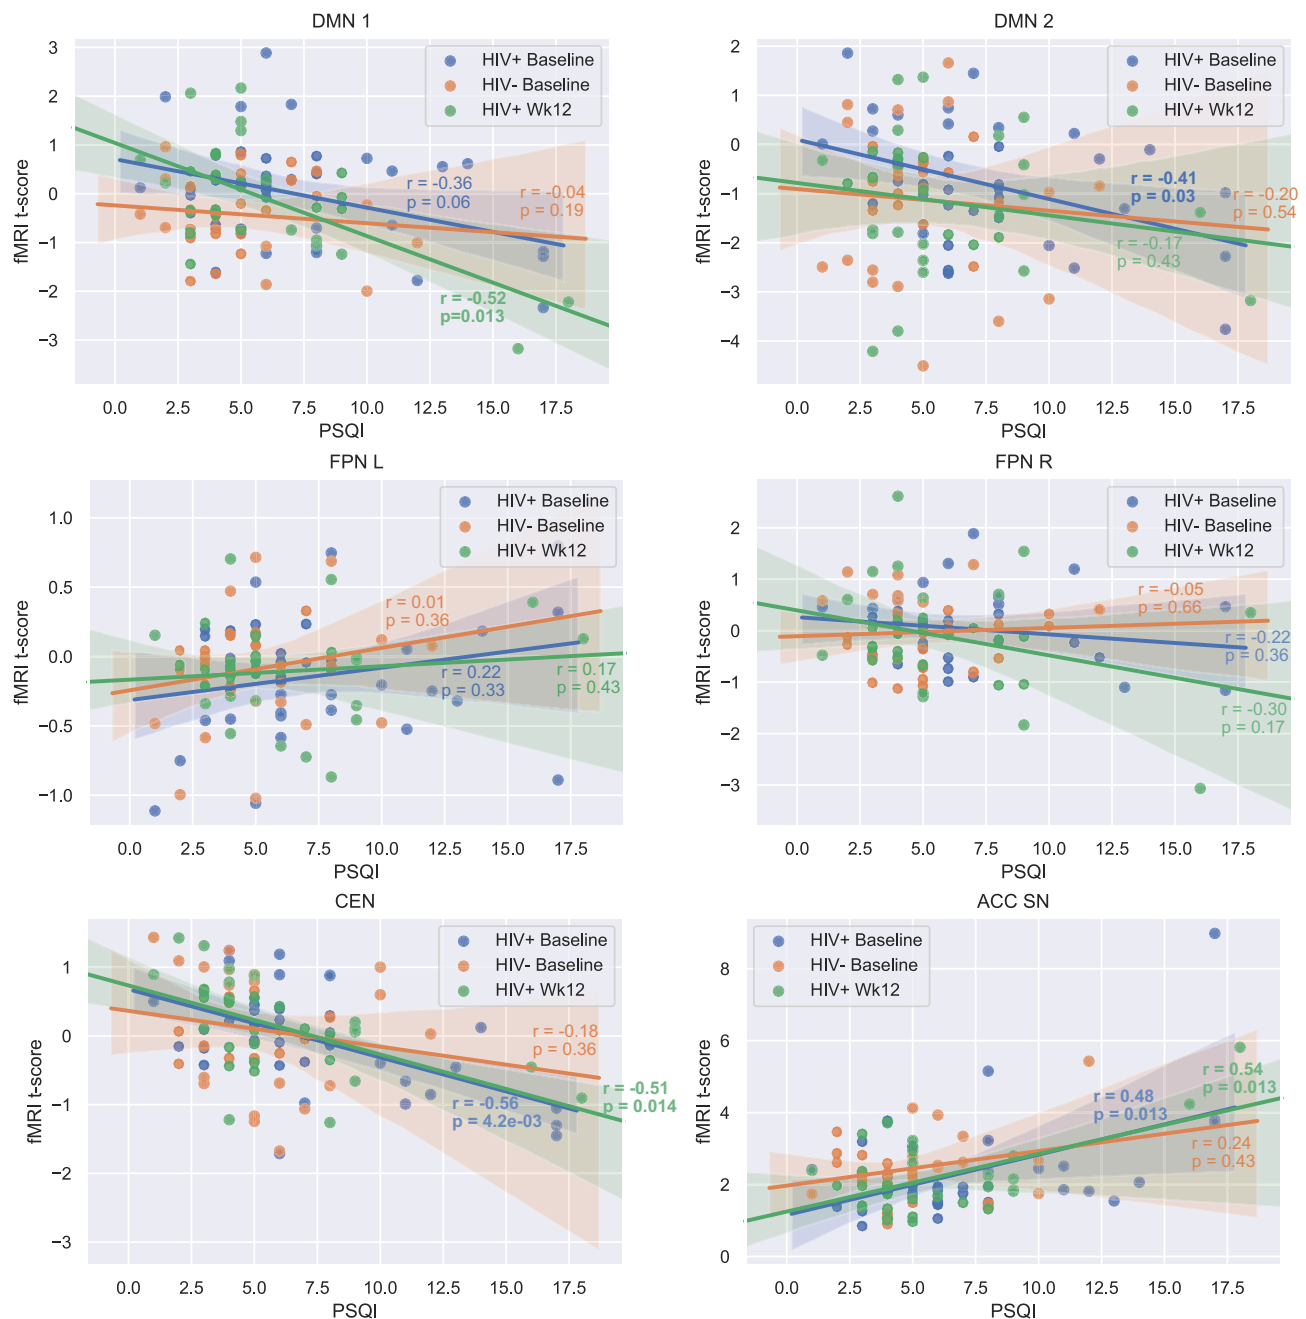 DMN 1
3
2
1
0
−1
−2
−3
fMRI t-score
HIV+ Baseline
HIV- Baseline
HIV+ Wk12
r = -0.36
p = 0.06
r = -0.04
p = 0.19
r = -0.52
p=0.013
0.0 2.5 5.0 7.5 10.0 12.5 15.0 17.5
PSQI
DMN 2
2
1
0
−1
−2
−3
−4
fMRI t-score
HIV+ Baseline
HIV- Baseline
HIV+ Wk12
r = -0.41
p = 0.03
r = -0.20
p = 0.54
r = -0.17
p = 0.43
0.0 2.5 5.0 7.5 10.0 12.5 15.0 17.5
PSQI
FPN L
1.0
0.5
0.0
−0.5
−1.0
fMRI t-score
HIV+ Baseline
HIV- Baseline
HIV+ Wk12
r = 0.01
p = 0.36
r = 0.22
p = 0.33
r = 0.17
p = 0.43
0.0 2.5 5.0 7.5 10.0 12.5 15.0 17.5
PSQI
FPN R
2
1
0
−1
−2
−3
fMRI t-score
HIV+ Baseline
HIV- Baseline
HIV+ Wk12
r = -0.05
p = 0.66
r = -0.22
p = 0.36
r = -0.30
p = 0.17
0.0 2.5 5.0 7.5 10.0 12.5 15.0 17.5
PSQI
CEN
1
0
−1
−2
−3
fMRI t-score
HIV+ Baseline
HIV- Baseline
HIV+ Wk12
r = -0.18
p = 0.36
r = -0.56
p = 4.2e-03
r = -0.51
p = 0.014
0.0 2.5 5.0 7.5 10.0 12.5 15.0 17.5
PSQI
ACC SN
8
6
4
2
0
fMRI t-score
HIV+ Baseline
HIV- Baseline
HIV+ Wk12
r = 0.54
p = 0.013
r = 0.48
p = 0.013
r = 0.24
p = 0.43
0.0 2.5 5.0 7.5 10.0 12.5 15.0 17.5
PSQI